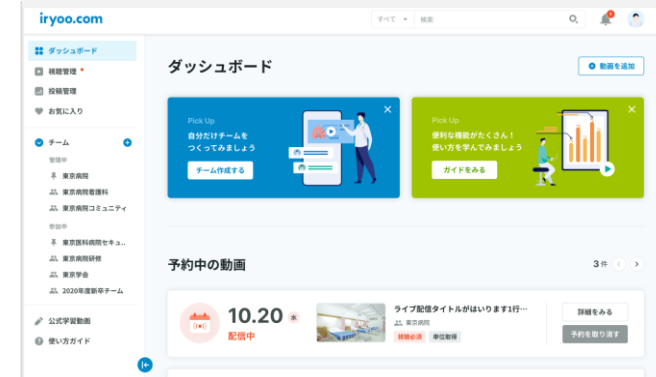 iryoo.com
すべて
検索
ダッシュボード
視聴管理
投稿管理
お気に入り
チーム
管理中
東京病院
東京病院看護科
東京病院コミュニティ
参加中
東京医科病院セキュ..
東京病院研修
東京学会
2020年度新卒チーム
公式学習動画
使い方ガイド
ダッシュボード
動画を追加
Pick Up
自分だけチームを
つくってみましょう
チーム作成する
Pick Up
便利な機能がたくさん！
使い方を学んでみましょう
ガイドをみる
予約中の動画
3件
10.20 水
配信中
ライブ配信タイトルがはいります1行…
東京病院
視聴必須 単位取得
詳細をみる
予約を取り消す